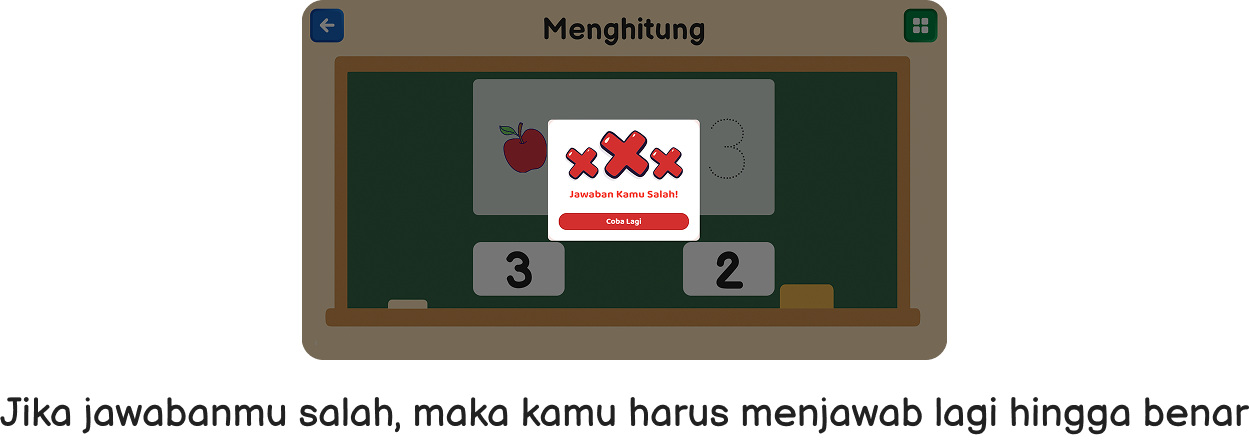 Menghitung
3
Jawaban Kamu Salah!
Coba Lagi
3 2
Jika jawabanmu salah, maka kamu harus menjawab lagi hingga benar